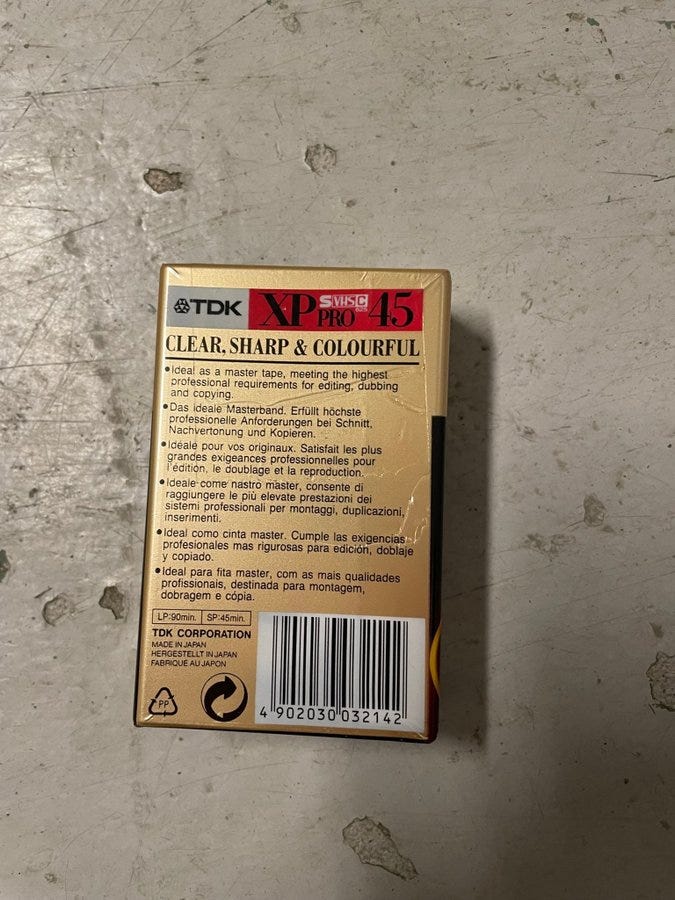 TDK XP PRO S VHS C 625 45
CLEAR, SHARP & COLOURFUL
•Ideal as a master tape, meeting the highest
professional requirements for editing, dubbing
and copying.
•Das ideale Masterband. Erfüllt höchste
professionelle Anforderungen bei Schnitt,
Nachvertonung und Kopieren.
•Idéale pour vos originaux. Satisfait les plus
grandes exigeances professionnelles pour
l'édition, le doublage et la reproduction.
•Ideale come nastro master, consente di
raggiungere le più elevate prestazioni dei
sistemi professionali per montaggi, duplicazioni,
inserimenti.
•Ideal como cinta master. Cumple las exigencias
profesionales mas rigurosas para edición, doblaje
y copiado.
•Ideal para fita master, com as mais qualidades
profissionais, destinada para montagem,
dobragem e cópia.
LP:90min. SP:45min.
TDK CORPORATION
MADE IN JAPAN
HERGESTELLT IN JAPAN
FABRIQUÉ AU JAPON
PP
4 902030 032142